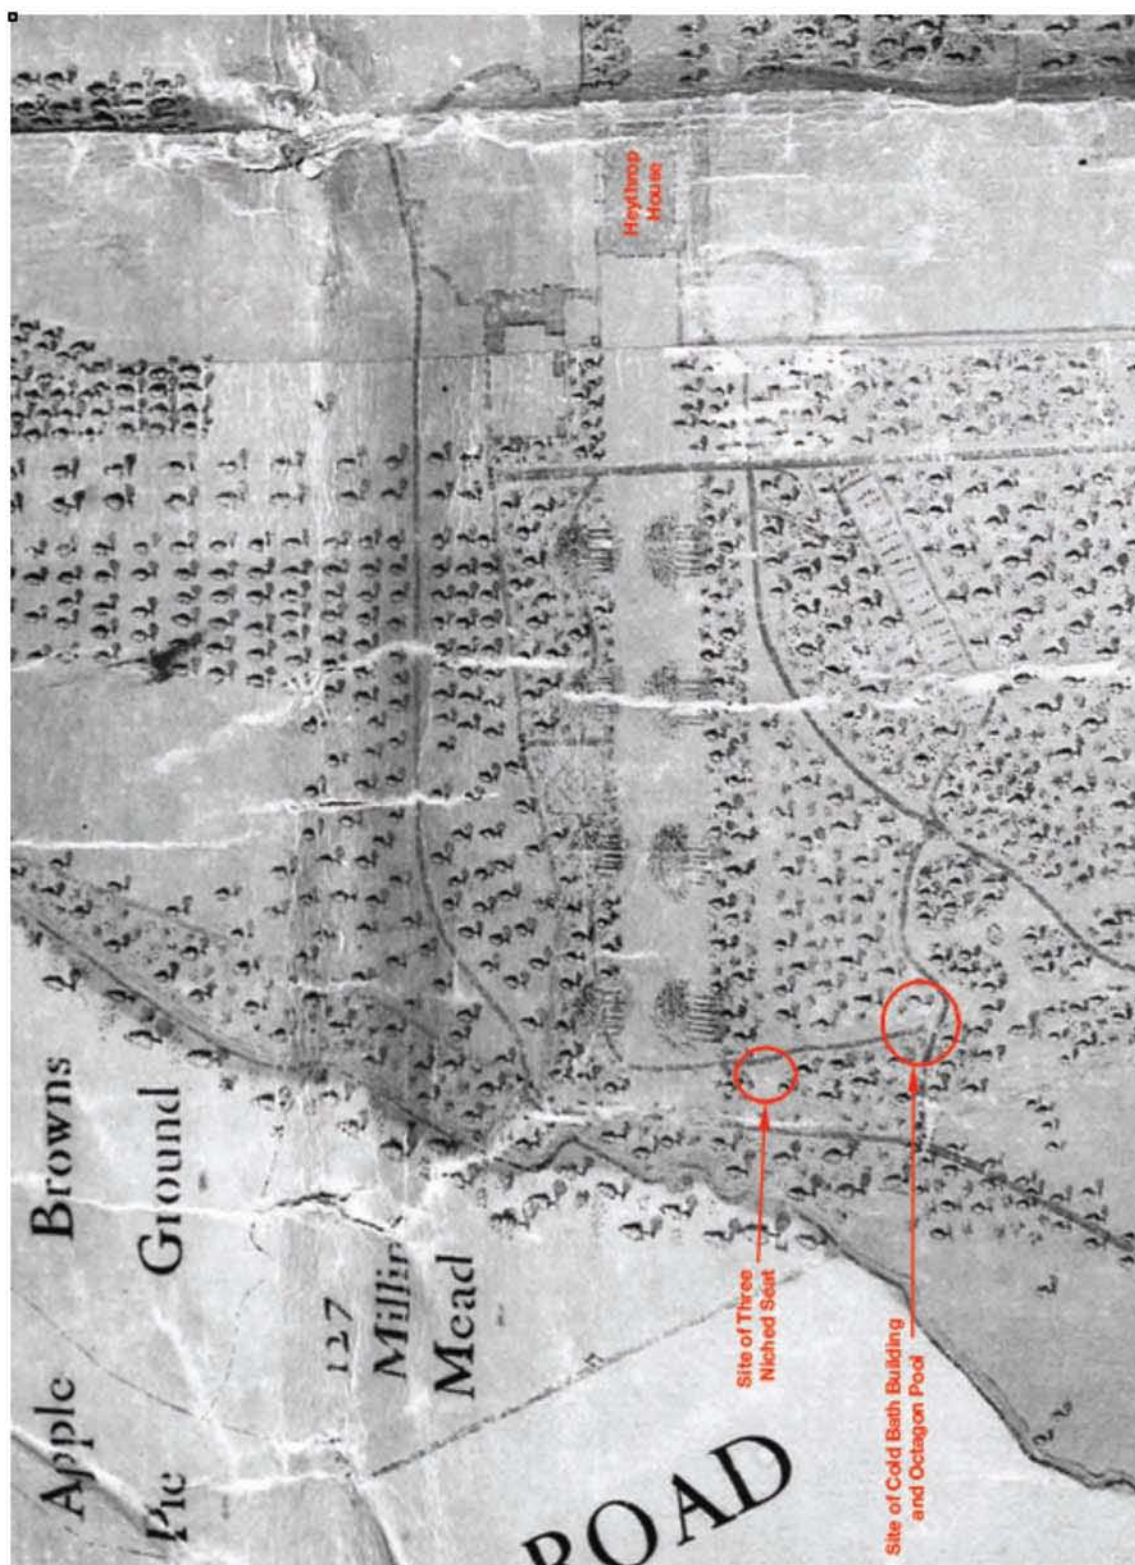 Heythrop
House
Browns
Ground
Apple
Pie
127
Millin
Mead
ROAD
Site of Three
Niched Seat
Site of Cold Bath Building
and Octagon Pool